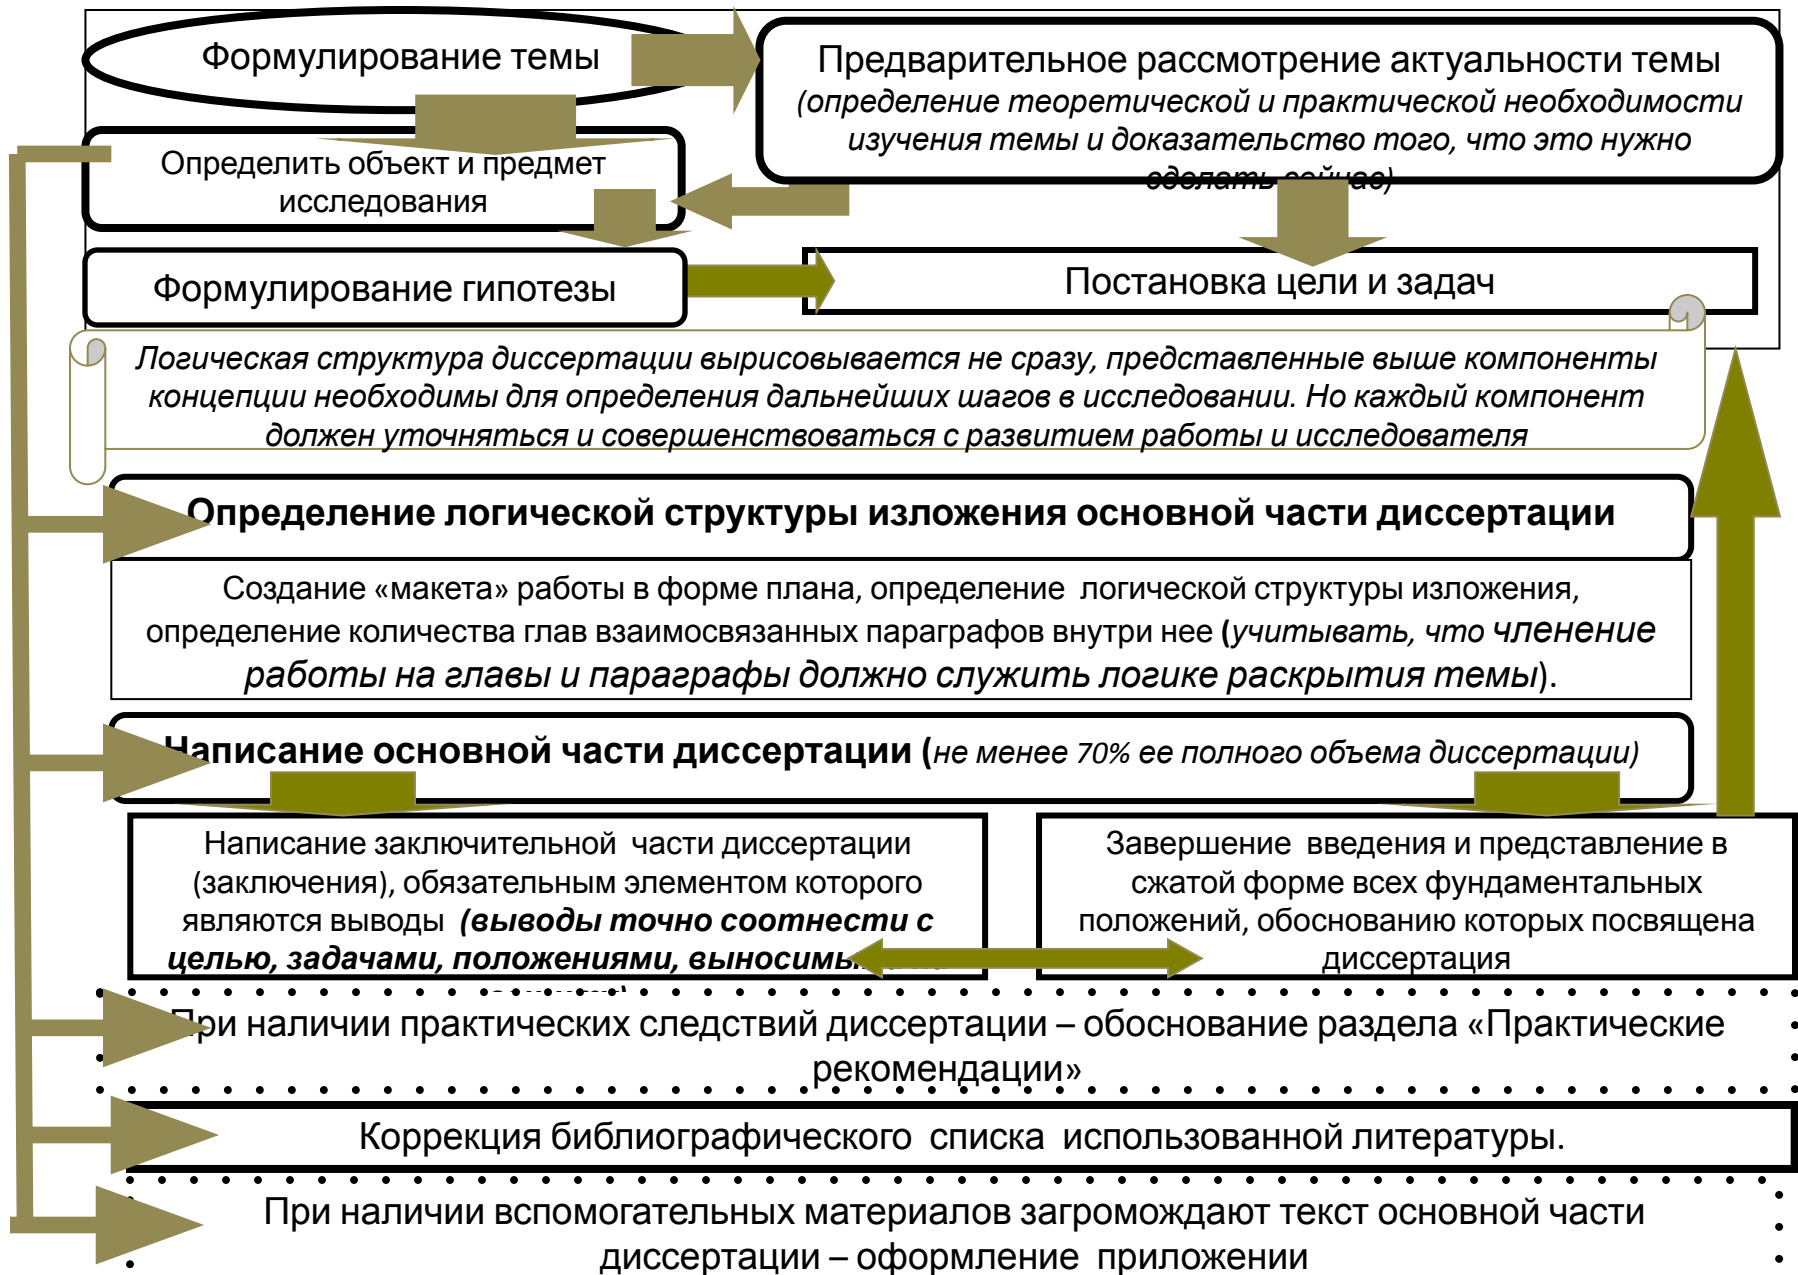 Формулирование темы
Предварительное рассмотрение актуальности темы
(определение теоретической и практической необходимости
изучения темы и доказательство того, что это нужно
сделать сейчас)
Определить объект и предмет
исследования
Формулирование гипотезы
Постановка цели и задач
Логическая структура диссертации вырисовывается не сразу, представленные выше компоненты
концепции необходимы для определения дальнейших шагов в исследовании. Но каждый компонент
должен уточняться и совершенствоваться с развитием работы и исследователя
Определение логической структуры изложения основной части диссертации
Создание «макета» работы в форме плана, определение логической структуры изложения,
определение количества глав взаимосвязанных параграфов внутри нее (учитывать, что членение
работы на главы и параграфы должно служить логике раскрытия темы).
Написание основной части диссертации (не менее 70% ее полного объема диссертации)
Написание заключительной части диссертации
(заключения), обязательным элементом которого
являются выводы (выводы точно соотнести с
целью, задачами, положениями,
Завершение введения и представление в
сжатой форме всех фундаментальных
положений, обоснованию которых посвящена
диссертация
При наличии практических следствий диссертации – обоснование раздела «Практические
рекомендации»
Коррекция библиографического списка использованной литературы.
При наличии вспомогательных материалов загромождают текст основной части
диссертации – оформление приложении